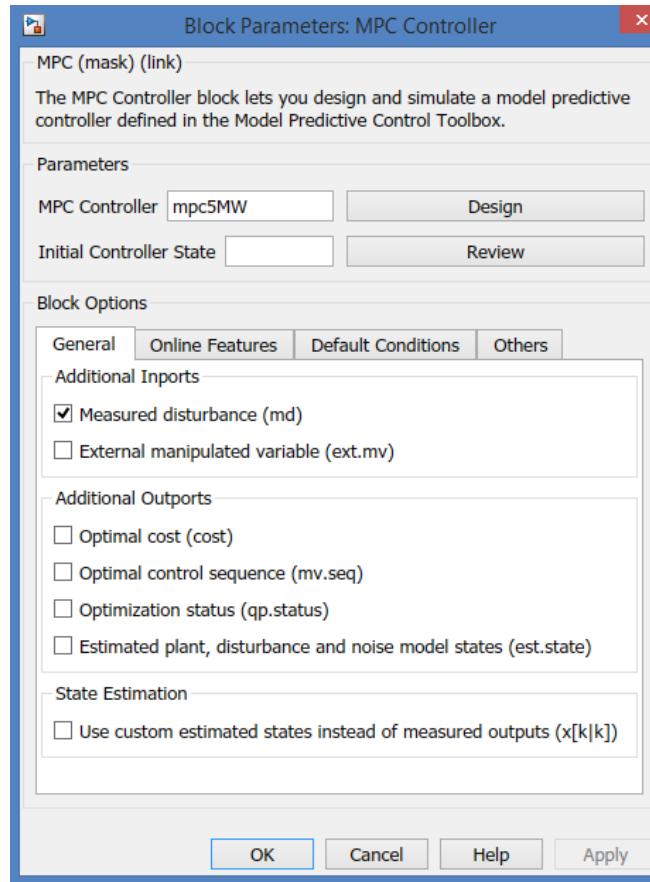 Block Parameters: MPC Controller
MPC (mask) (link)
The MPC Controller block lets you design and simulate a model predictive
controller defined in the Model Predictive Control Toolbox.
Parameters
MPC Controller mpc5MW Design
Initial Controller State Review
Block Options
General Online Features Default Conditions Others
Additional Inports
Measured disturbance (md)
External manipulated variable (ext.mv)
Additional Outports
Optimal cost (cost)
Optimal control sequence (mv.seq)
Optimization status (qp.status)
Estimated plant, disturbance and noise model states (est.state)
State Estimation
Use custom estimated states instead of measured outputs (x[k|k])
OK Cancel Help Apply